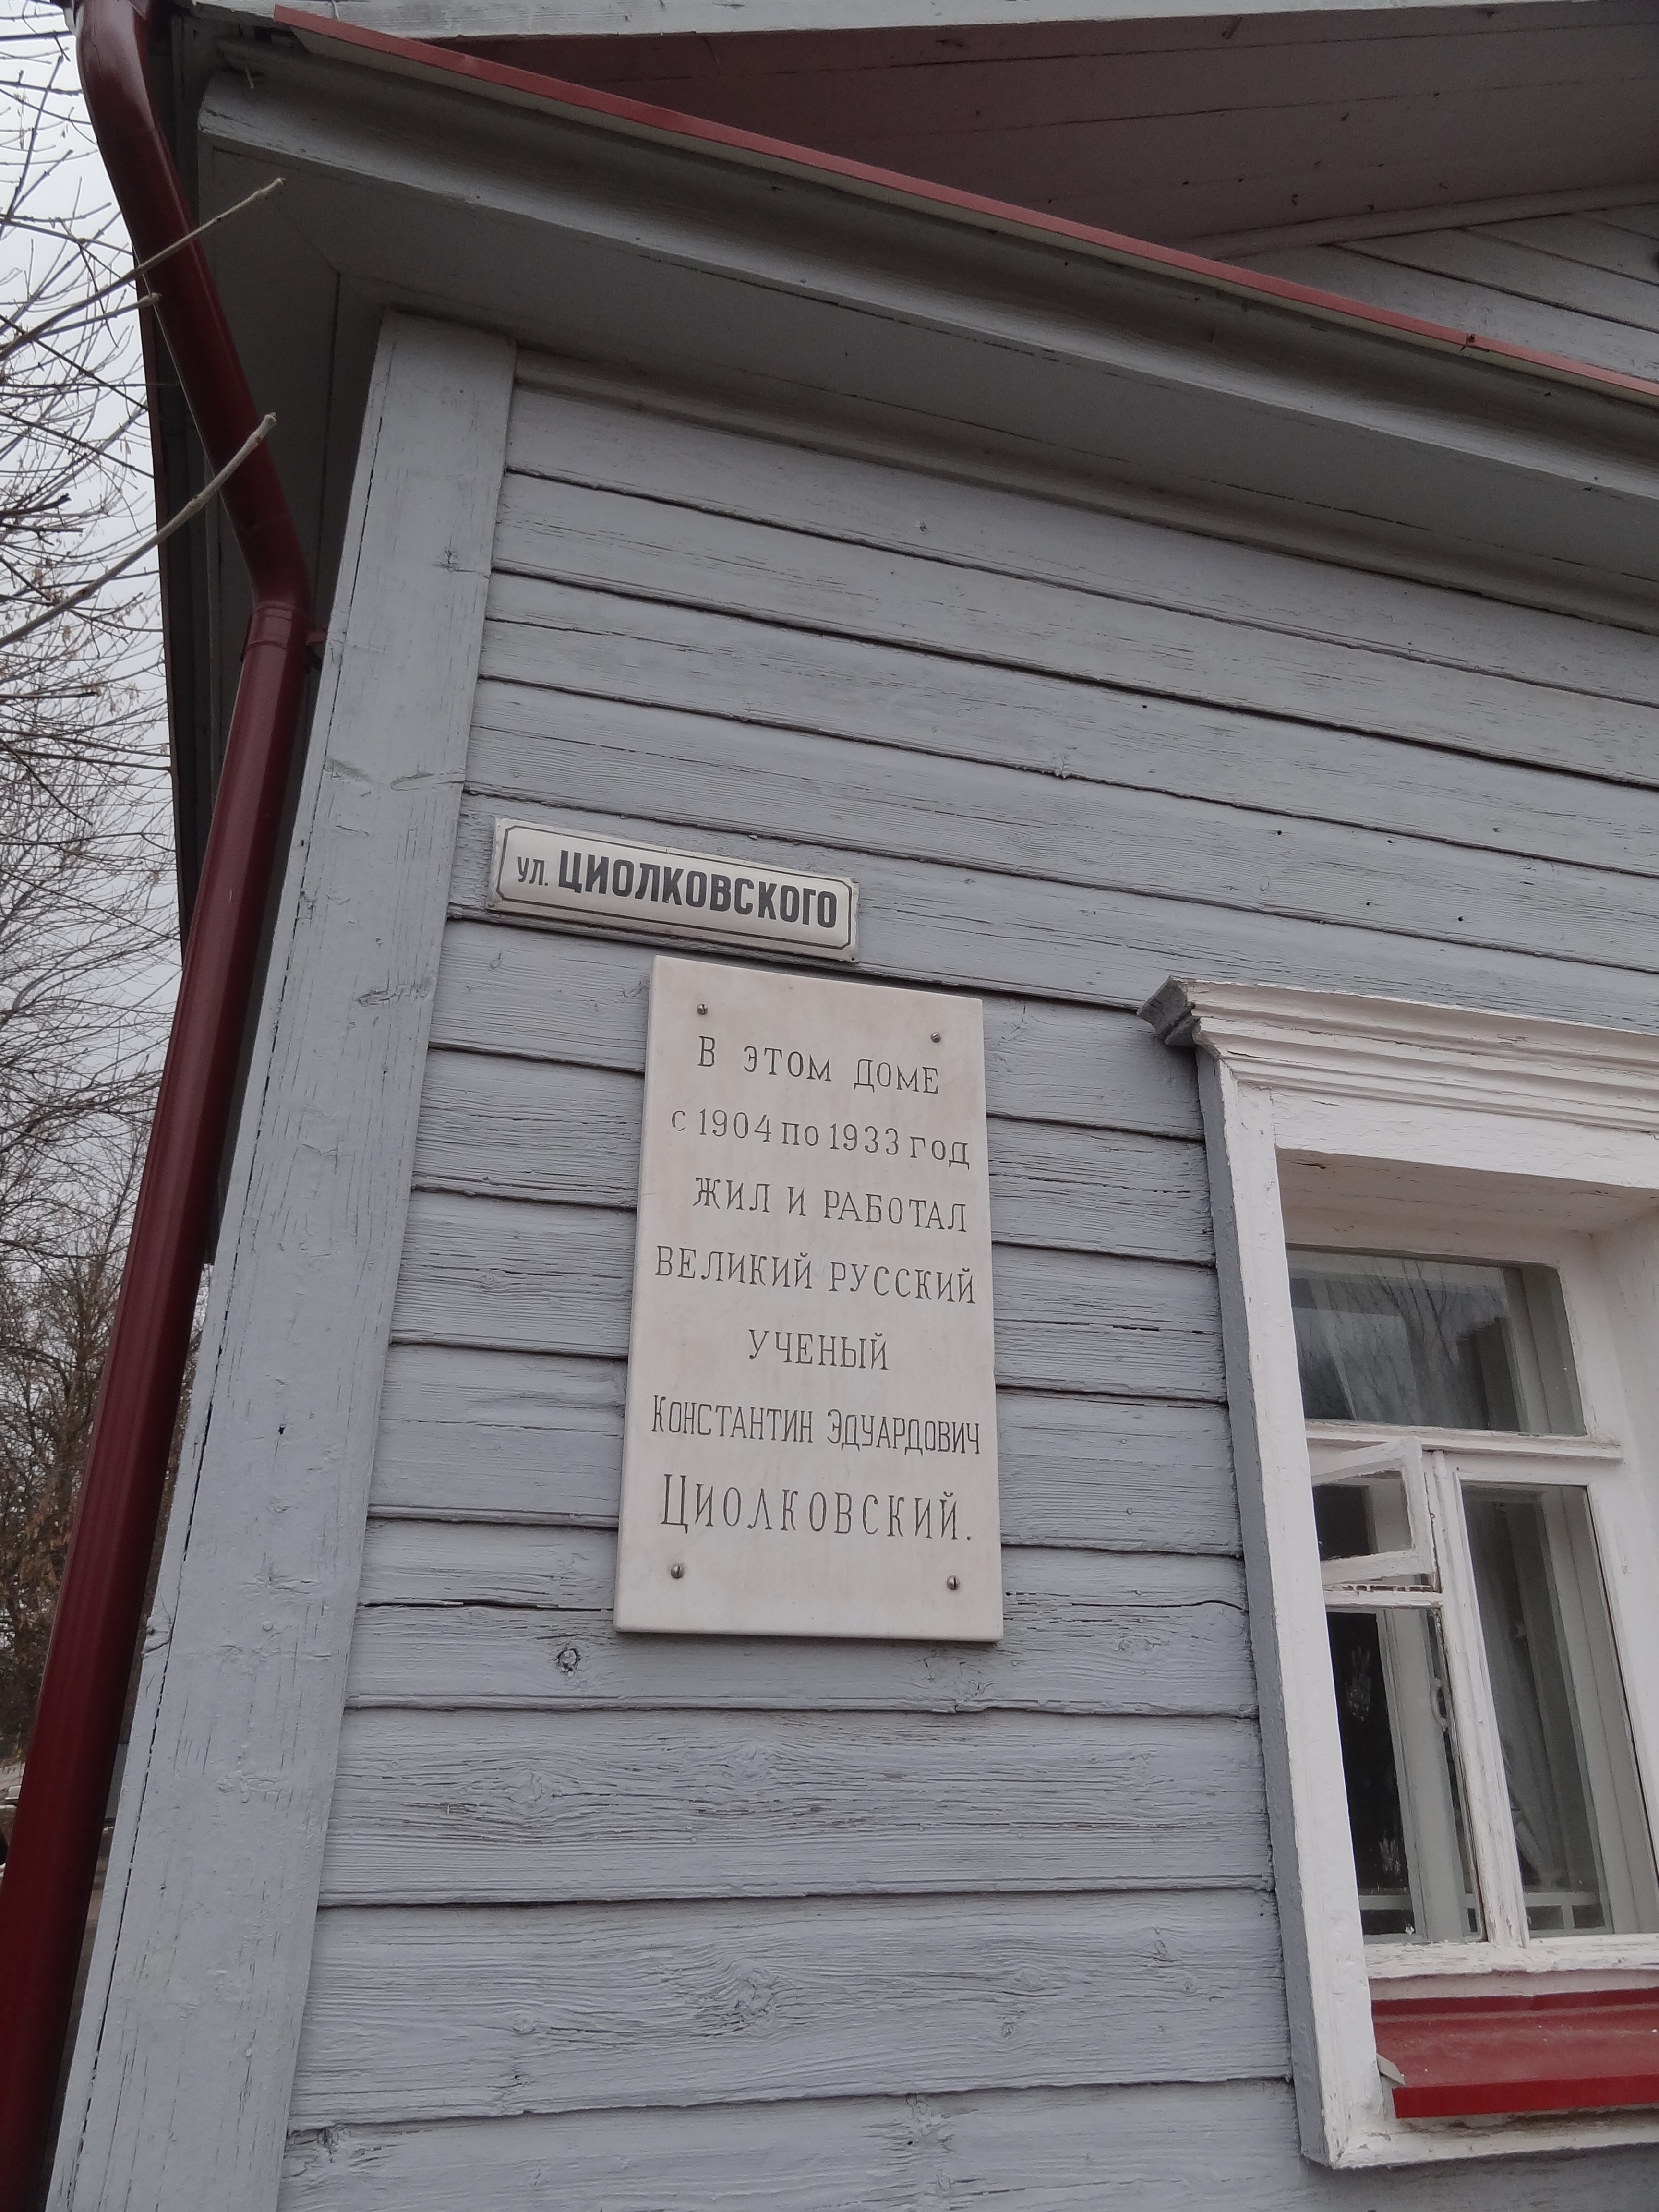 ул. ЦИОЛКОВСКОГО
В ЭТОМ ДОМЕ
С 1904 ПО 1933 ГОД
ЖИЛ И РАБОТАЛ
ВЕЛИКИЙ РУССКИЙ
УЧЕНЫЙ
КОНСТАНТИН ЭДУАРДОВИЧ
ЦИОЛКОВСКИЙ.